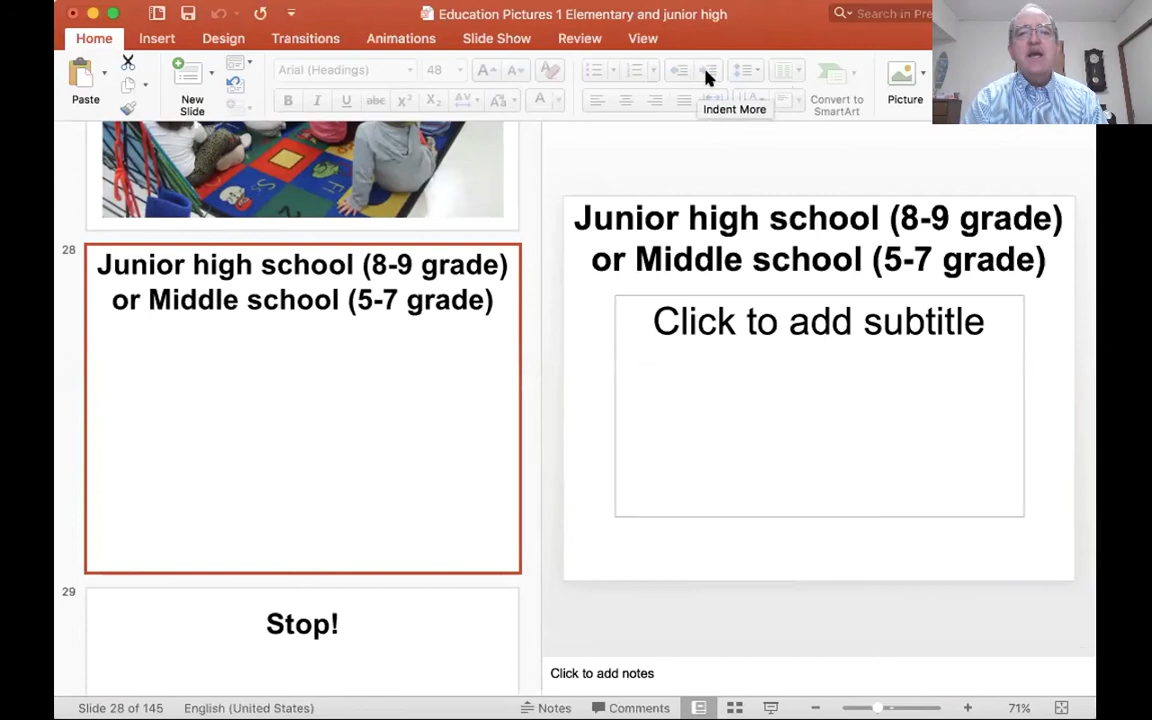 Education Pictures 1 Elementary and junior high
Search in Pre
Home Insert Design Transitions Animations Slide Show Review View
Paste
New
Slide
Arial (Headings) 48
B I U abc X² X₂ A
Indent More
Convert to
SmartArt
Picture
28
Junior high school (8-9 grade)
or Middle school (5-7 grade)
29
Stop!
Junior high school (8-9 grade)
or Middle school (5-7 grade)
Click to add subtitle
Click to add notes
Slide 28 of 145 English (United States) Notes Comments 71%